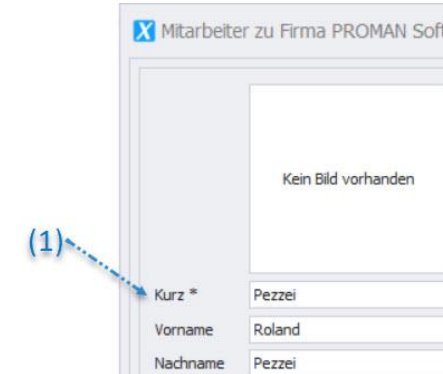 Mitarbeiter zu Firma PROMAN Soft
Kein Bild vorhanden
(1)
Kurz * Pezzei
Vorname Roland
Nachname Pezzei